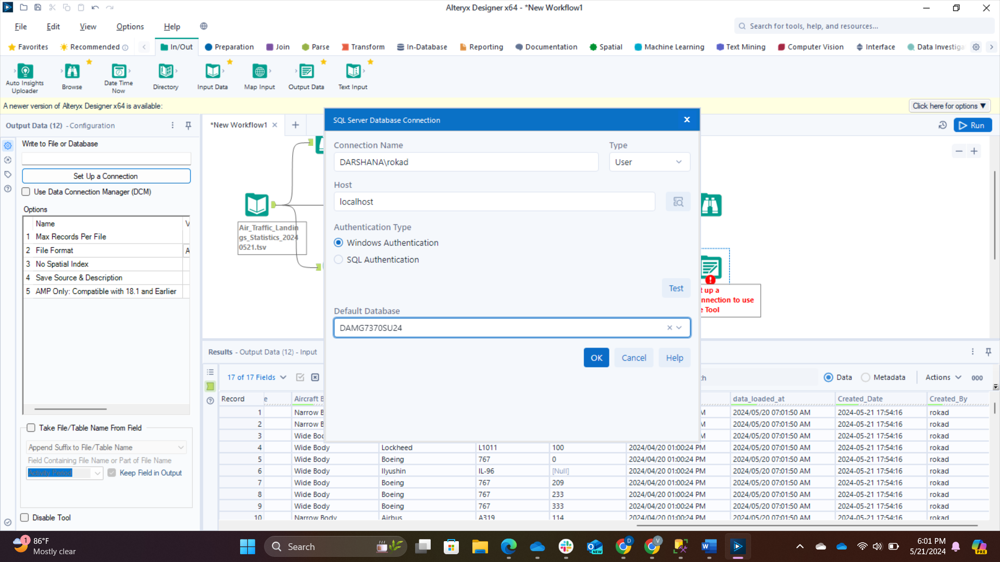 Alteryx Designer x64 - *New Workflow1
File Edit View Options Help
Search for tools, help, and resources...
Favorites Recommended In/Out Preparation Join Parse Transform In-Database Reporting Documentation Spatial Machine Learning Text Mining Computer Vision Interface Data Investiga
Auto Insights Uploader
Browse
Date Time Now
Directory
Input Data
Map Input
Output Data
Text Input
A newer version of Alteryx Designer x64 is available:
Click here for options ▼
Output Data (12) - Configuration
*New Workflow1
Run
Write to File or Database
Set Up a Connection
Use Data Connection Manager (DCM)
Options
Name V
1 Max Records Per File
2 File Format A
3 No Spatial Index
4 Save Source & Description
5 AMP Only: Compatible with 18.1 and Earlier
Take File/Table Name From Field
Append Suffix to File/Table Name
Field Containing File Name or Part of File Name
Activity Period
Keep Field in Output
Disable Tool
Air_Traffic_Landin
gs_Statistics_2024
0521.tsv
SQL Server Database Connection
Connection Name
Type
DARSHANA\rokad
User
Host
localhost
Authentication Type
Windows Authentication
SQL Authentication
Test
Default Database
DAMG7370SU24
OK Cancel Help
t up a
nnection to use
e Tool
Results - Output Data (12) - Input
17 of 17 Fields
ch
Data Metadata Actions 000
Record e Aircraft B data_loaded_at Created_Date Created_By
1 Narrow B M 2024/05/20 07:01:50 AM 2024-05-21 17:54:16 rokad
2 Narrow B M 2024/05/20 07:01:50 AM 2024-05-21 17:54:16 rokad
3 Wide Bod M 2024/05/20 07:01:50 AM 2024-05-21 17:54:16 rokad
4 Wide Body Lockheed L1011 100 2024/04/20 01:00:24 PM 2024/05/20 07:01:50 AM 2024-05-21 17:54:16 rokad
5 Wide Body Boeing 767 0 2024/04/20 01:00:24 PM 2024/05/20 07:01:50 AM 2024-05-21 17:54:16 rokad
6 Wide Body Ilyushin IL-96 [Null] 2024/04/20 01:00:24 PM 2024/05/20 07:01:50 AM 2024-05-21 17:54:16 rokad
7 Wide Body Boeing 767 209 2024/04/20 01:00:24 PM 2024/05/20 07:01:50 AM 2024-05-21 17:54:16 rokad
8 Wide Body Boeing 767 233 2024/04/20 01:00:24 PM 2024/05/20 07:01:50 AM 2024-05-21 17:54:16 rokad
9 Wide Body Boeing 767 333 2024/04/20 01:00:24 PM 2024/05/20 07:01:50 AM 2024-05-21 17:54:16 rokad
10 Narrow Body Airbus A319 114 2024/04/20 01:00:24 PM 2024/05/20 07:01:50 AM 2024-05-21 17:54:16 rokad
1
86°F
Mostly clear
Search
NEW
D
V
W
6:01 PM
5/21/2024
PRE